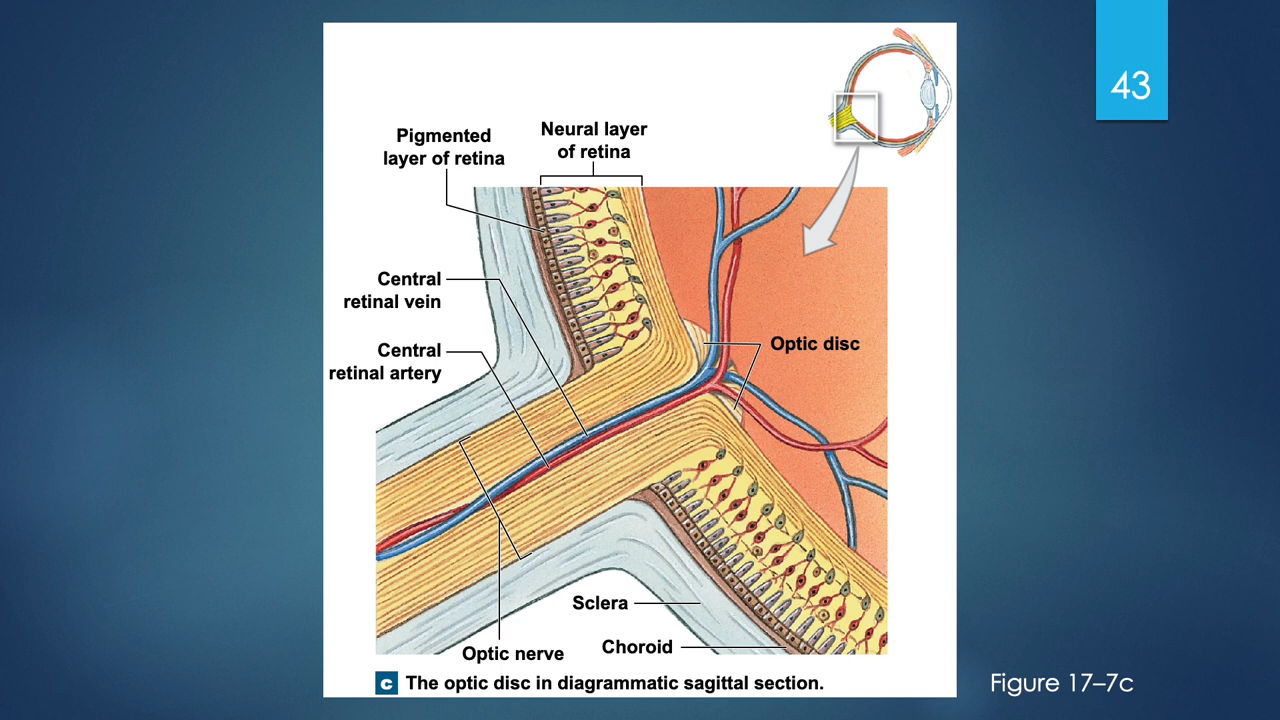 43
Pigmented
layer of retina
Neural layer
of retina
Central
retinal vein
Central
retinal artery
Optic disc
Sclera
Choroid
Optic nerve
c The optic disc in diagrammatic sagittal section.
Figure 17–7c